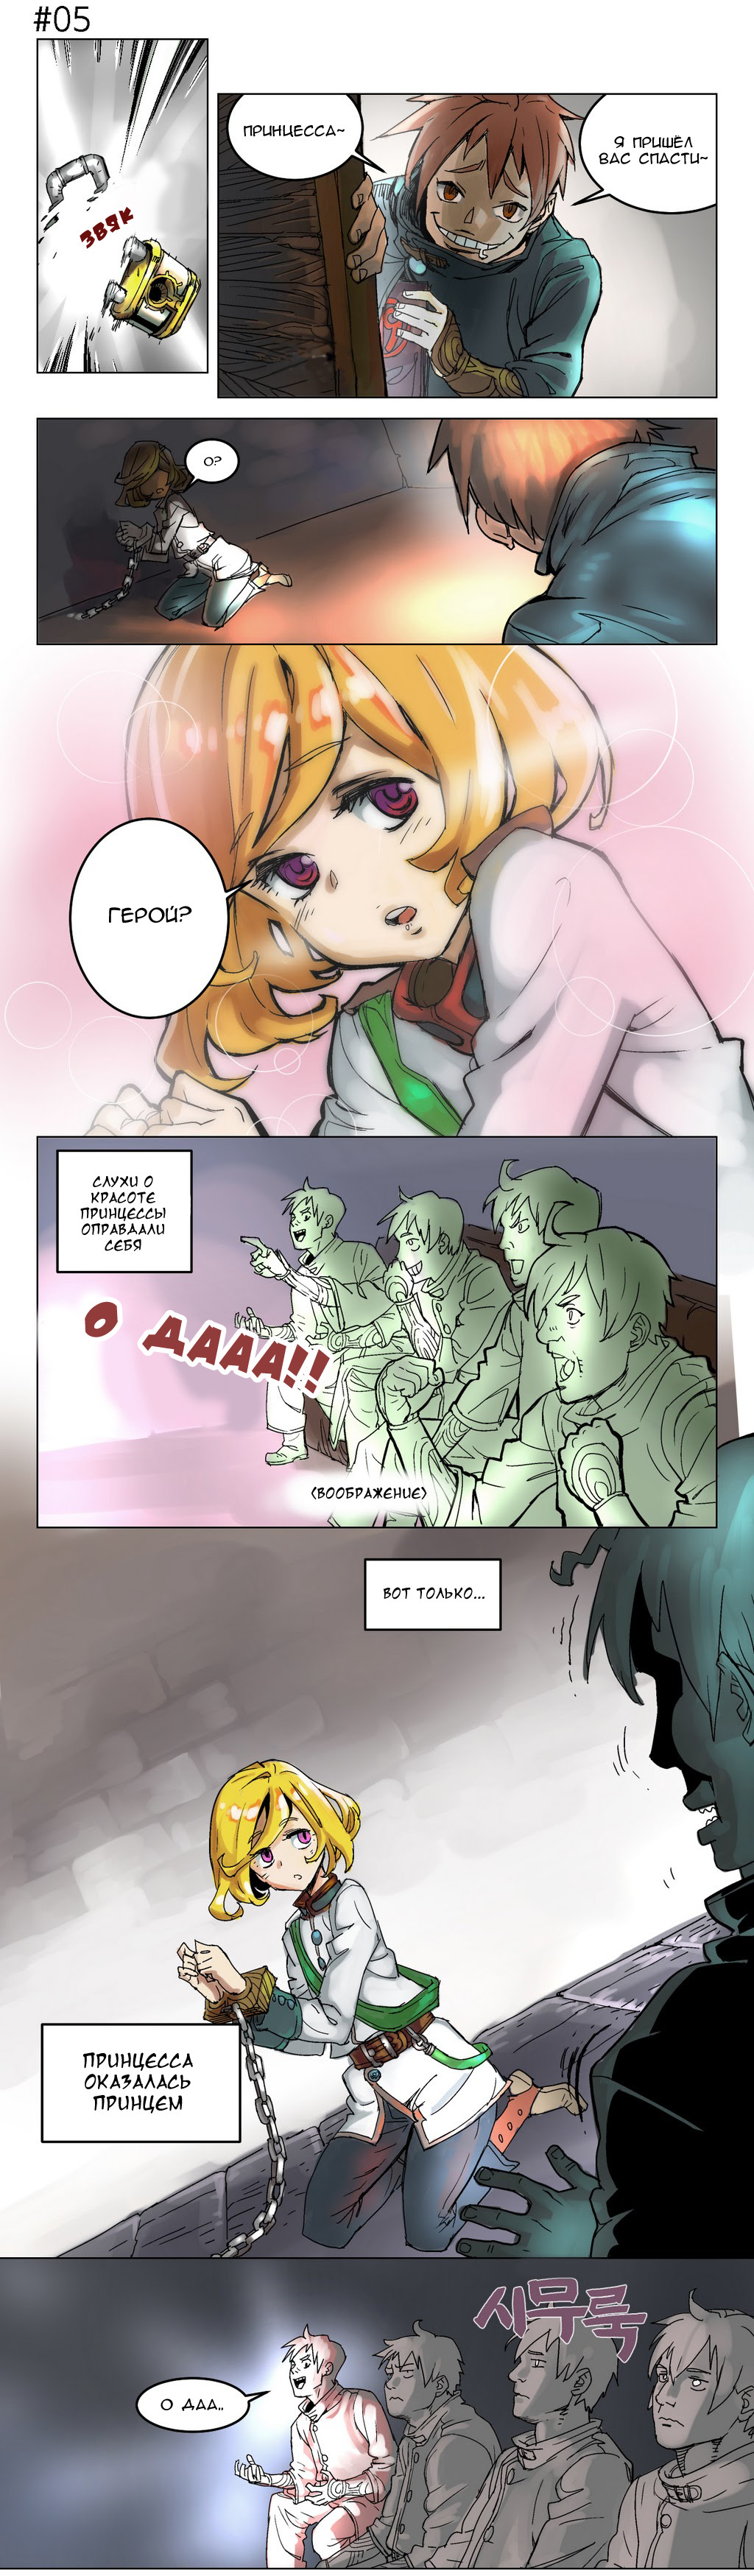 #05
ЗВЯК
ПРИНЦЕССА~
Я ПРИШЁЛ
ВАС СПАСТИ~
О?
ГЕРОЙ?
СЛУХИ О
КРАСОТЕ
ПРИНЦЕССЫ
ОПРАВДАЛИ
СЕБЯ
О ДААА!!
<ВООБРАЖЕНИЕ>
ВОТ ТОЛЬКО...
ПРИНЦЕССА
ОКАЗАЛАСЬ
ПРИНЦЕМ
시무룩
О ДАА..